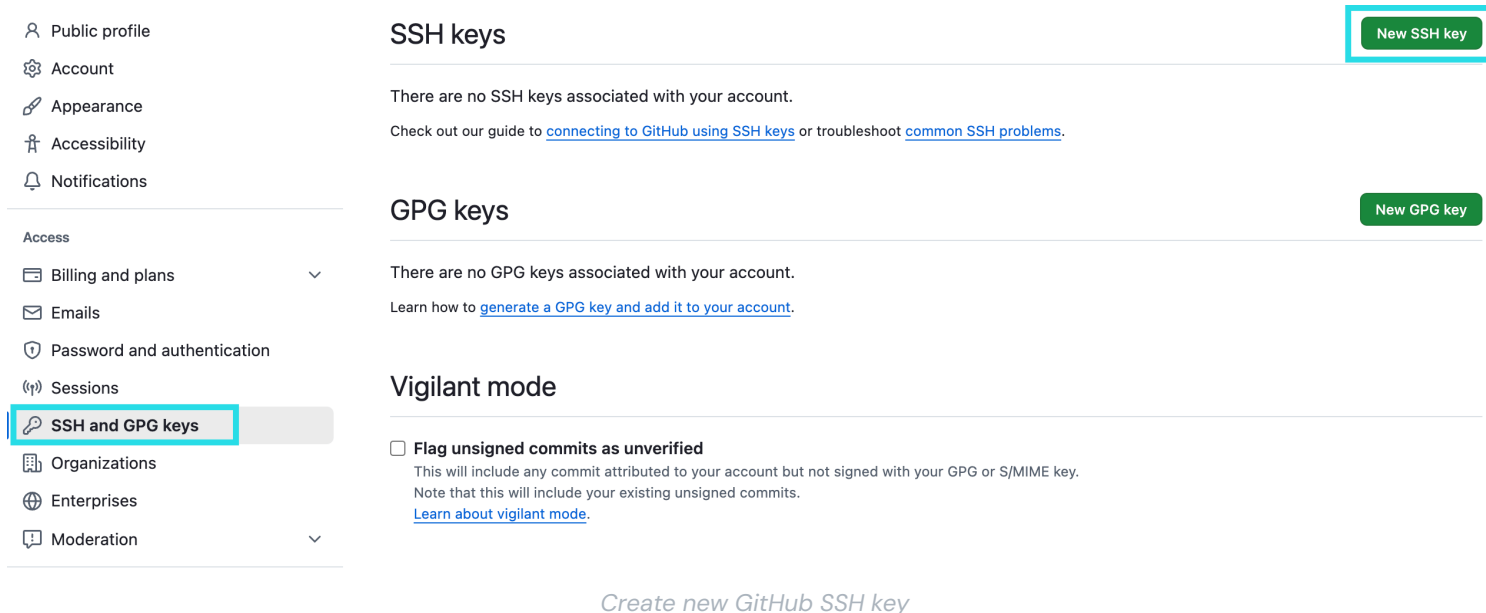 Public profile
Account
Appearance
Accessibility
Notifications
Access
Billing and plans
Emails
Password and authentication
Sessions
SSH and GPG keys
Organizations
Enterprises
Moderation
SSH keys
New SSH key
There are no SSH keys associated with your account.
Check out our guide to connecting to GitHub using SSH keys or troubleshoot common SSH problems.
GPG keys
New GPG key
There are no GPG keys associated with your account.
Learn how to generate a GPG key and add it to your account.
Vigilant mode
Flag unsigned commits as unverified
This will include any commit attributed to your account but not signed with your GPG or S/MIME key.
Note that this will include your existing unsigned commits.
Learn about vigilant mode.
Create new GitHub SSH key